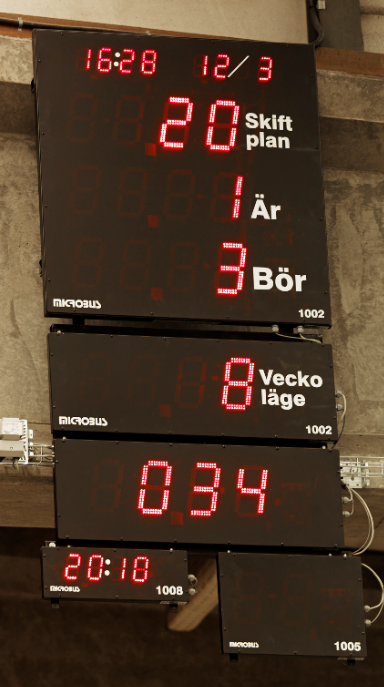 16:28 12/ 3
20 Skift plan
1 Är
3 Bör
MICROBUS 1002
8 Vecko läge
MICROBUS 1002
034
20:18
MICROBUS 1008
MICROBUS 1005